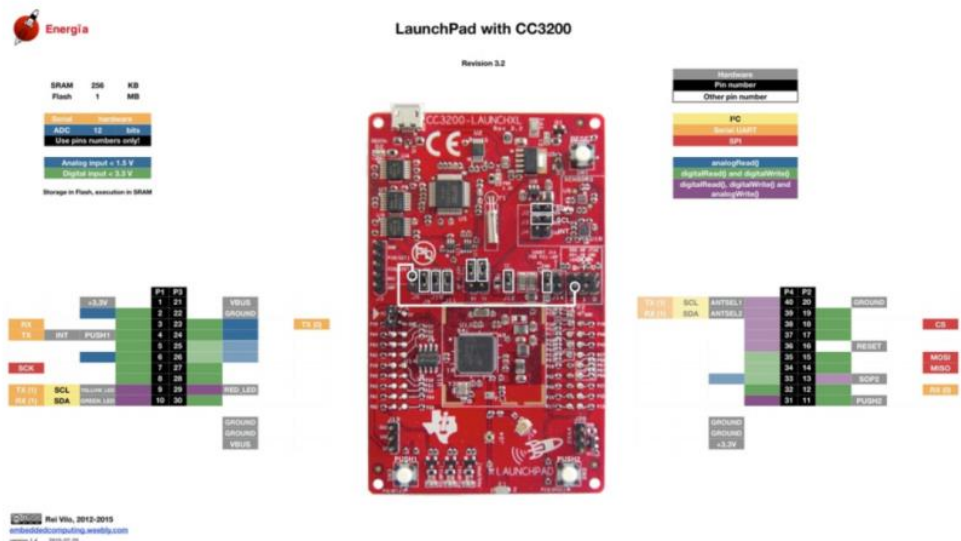 Energia
LaunchPad with CC3200
Revision 3.2
SRAM 256 KB
Flash 1 MB
Serial hardware
ADC 12 bits
Use pins numbers only!
Analog input < 1.5 V
Digital input < 3.3 V
Storage in Flash, execution in SRAM
Hardware
Pin number
Other pin number
I²C
Serial UART
SPI
analogRead()
digitalRead() and digitalWrite()
digitalRead(), digitalWrite() and
analogWrite()
CC3200-LAUNCHXL
Rev 3.2
CE
RESET
SCL
INT
P1 P3
+3.3V 1 21 VBUS
2 22 GROUND
RX 3 23 TX (0)
TX INT PUSH1 4 24
5 25
6 26
SCK 7 27
8 28
TX (1) SCL YELLOW_LED 9 29 RED_LED
RX (1) SDA GREEN_LED 10 30
GROUND
GROUND
VBUS
P4 P2
TX (1) SCL ANTSEL1 40 20 GROUND
RX (1) SDA ANTSEL2 39 19
38 18 CS
37 17
36 16 RESET
35 15 MOSI
34 14 MISO
33 13 SOP2
32 12 RX (0)
31 11 PUSH2
GROUND
GROUND
+3.3V
PUSH1
PUSH2
LAUNCHPAD
Rei Vilo, 2012-2015
embeddedcomputing.weebly.com